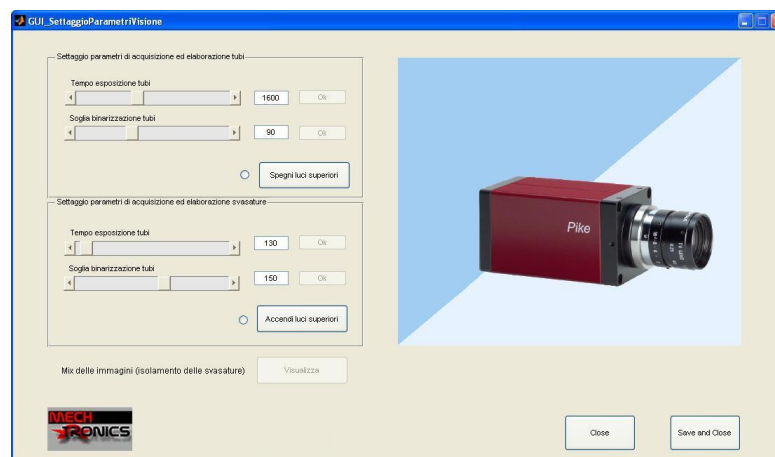 GUI_SettaggioParametriVisione
Settaggio parametri di acquisizione ed elaborazione tubi
Tempo esposizione tubi
1600 Ok
Soglia binarizzazione tubi
90 Ok
Spegni luci superiori
Settaggio parametri di acquisizione ed elaborazione svasature
Tempo esposizione tubi
130 Ok
Soglia binarizzazione tubi
150 Ok
Accendi luci superiori
Mix delle immagini (isolamento delle svasature) Visualizza
Pike
MECH
TRONICS
Close Save and Close